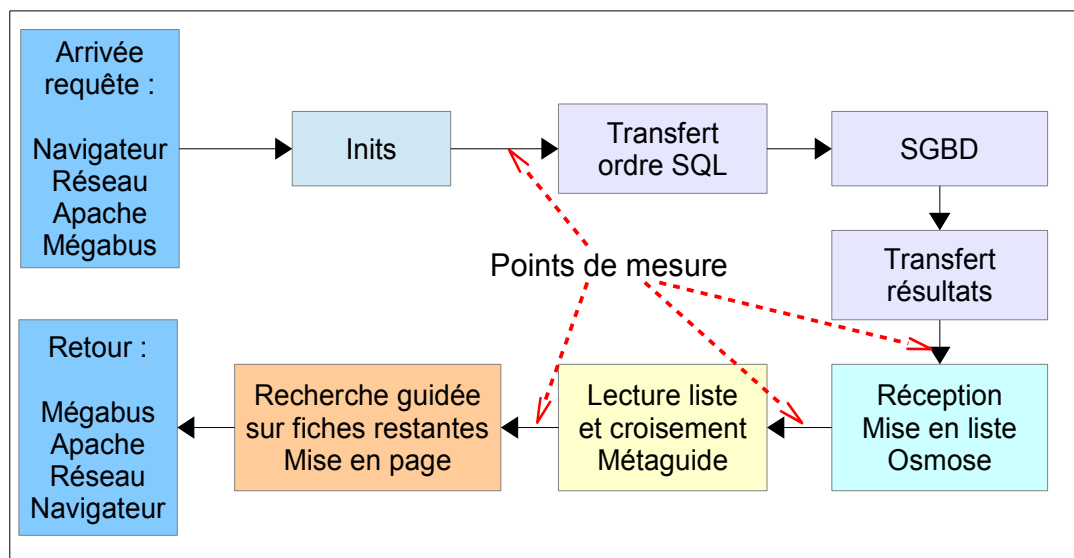 Arrivée
requête :
Navigateur
Réseau
Apache
Mégabus
Inits
Transfert
ordre SQL
SGBD
Points de mesure
Transfert
résultats
Retour :
Mégabus
Apache
Réseau
Navigateur
Recherche guidée
sur fiches restantes
Mise en page
Lecture liste
et croisement
Métaguide
Réception
Mise en liste
Osmose